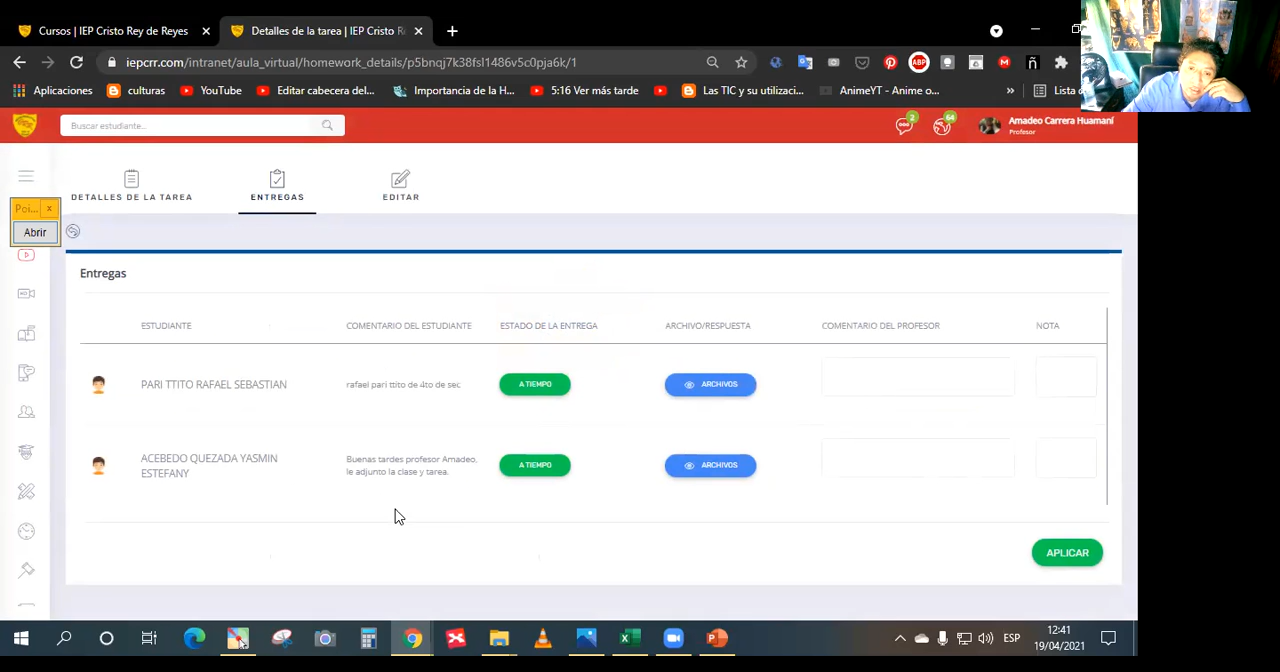 Cursos | IEP Cristo Rey de Reyes
Detalles de la tarea | IEP Cristo R
iepcrr.com/intranet/aula_virtual/homework_details/p5bnqj7k38fsl1486v5c0pja6k/1
ABP
ñ
Aplicaciones
culturas
YouTube
Editar cabecera del...
Importancia de la H...
5:16 Ver más tarde
Las TIC y su utilizaci...
AnimeYT - Anime o...
»
Lista
Buscar estudiante...
2
64
Amadeo Carrera Huamaní
Profesor
DETALLES DE LA TAREA
ENTREGAS
EDITAR
Poi... x
Abrir
Entregas
ESTUDIANTE
COMENTARIO DEL ESTUDIANTE
ESTADO DE LA ENTREGA
ARCHIVO/RESPUESTA
COMENTARIO DEL PROFESOR
NOTA
PARI TTITO RAFAEL SEBASTIAN
rafael pari ttito de 4to de sec
A TIEMPO
ARCHIVOS
ACEBEDO QUEZADA YASMIN
ESTEFANY
Buenas tardes profesor Amadeo,
le adjunto la clase y tarea.
A TIEMPO
ARCHIVOS
APLICAR
ESP
12:41
19/04/2021